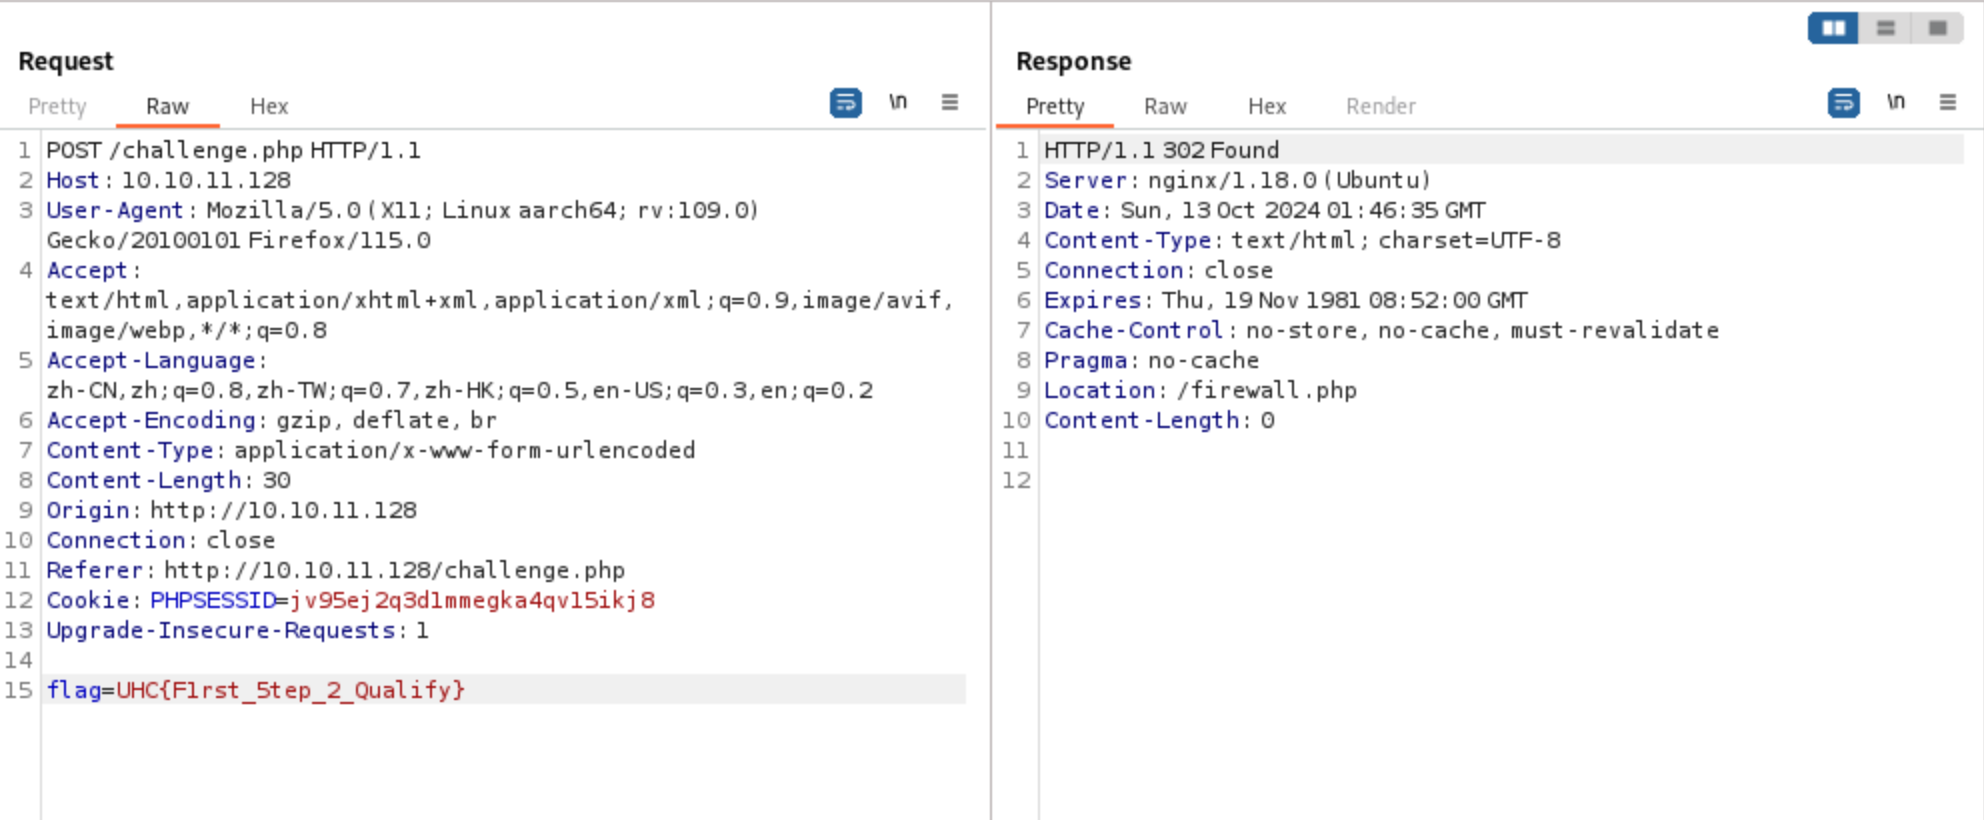 Request
Pretty Raw Hex
\n
1 POST /challenge.php HTTP/1.1
2 Host: 10.10.11.128
3 User-Agent: Mozilla/5.0 (X11; Linux aarch64; rv:109.0)
Gecko/20100101 Firefox/115.0
4 Accept:
text/html,application/xhtml+xml,application/xml;q=0.9,image/avif,
image/webp,*/*;q=0.8
5 Accept-Language:
zh-CN,zh;q=0.8,zh-TW;q=0.7,zh-HK;q=0.5,en-US;q=0.3,en;q=0.2
6 Accept-Encoding: gzip, deflate, br
7 Content-Type: application/x-www-form-urlencoded
8 Content-Length: 30
9 Origin: http://10.10.11.128
10 Connection: close
11 Referer: http://10.10.11.128/challenge.php
12 Cookie: PHPSESSID=jv95ej2q3d1mmegka4qv15ikj8
13 Upgrade-Insecure-Requests: 1
14
15 flag=UHC{F1rst_5tep_2_Qualify}
Response
Pretty Raw Hex Render
\n
1 HTTP/1.1 302 Found
2 Server: nginx/1.18.0 (Ubuntu)
3 Date: Sun, 13 Oct 2024 01:46:35 GMT
4 Content-Type: text/html; charset=UTF-8
5 Connection: close
6 Expires: Thu, 19 Nov 1981 08:52:00 GMT
7 Cache-Control: no-store, no-cache, must-revalidate
8 Pragma: no-cache
9 Location: /firewall.php
10 Content-Length: 0
11
12